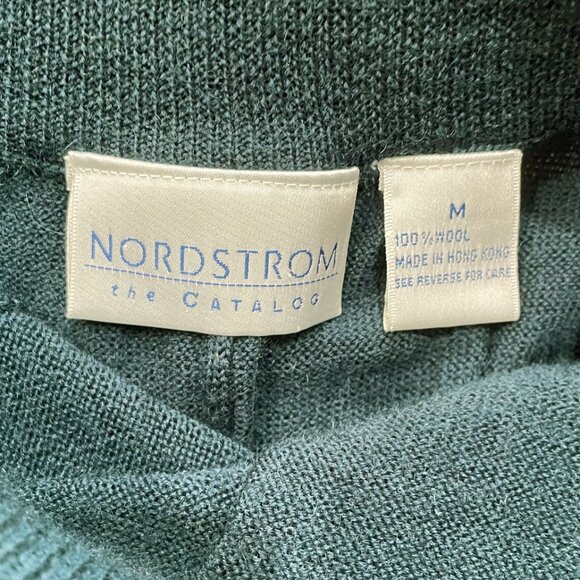 NORDSTROM
the CATALOG
M
100% WOOL
MADE IN HONG KONG
SEE REVERSE FOR CARE